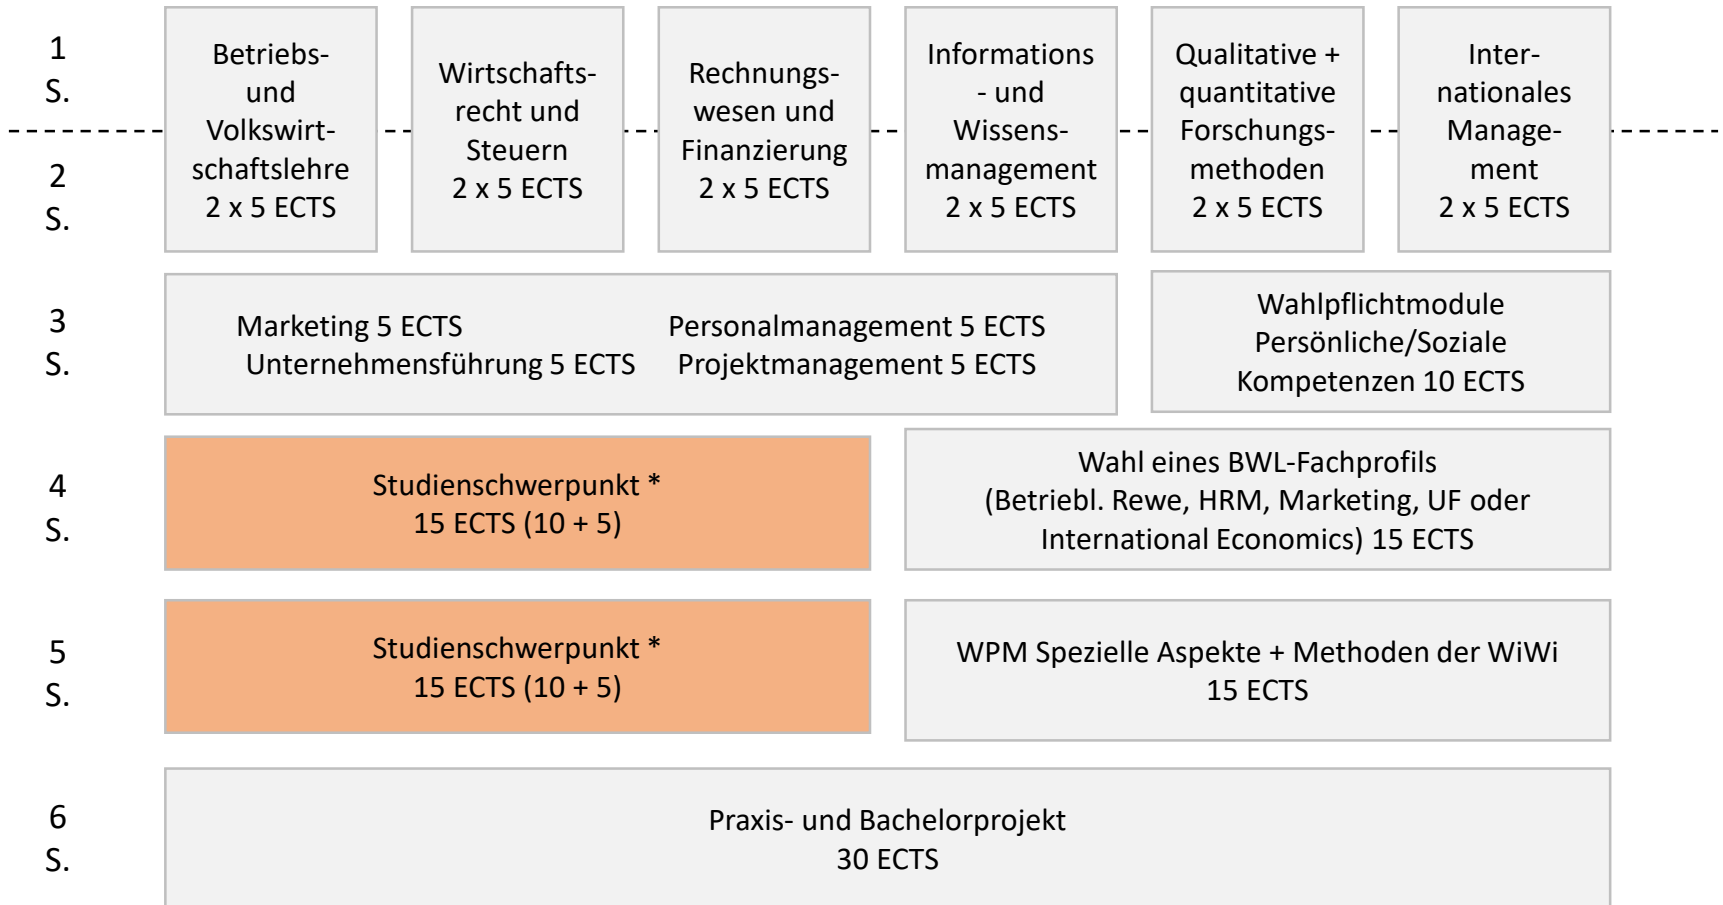 1
S.
2
S.
Betriebs-
und
Volkswirt-
schaftslehre
2 x 5 ECTS
Wirtschafts-
recht und
Steuern
2 x 5 ECTS
Rechnungs-
wesen und
Finanzierung
2 x 5 ECTS
Informations
- und
Wissens-
management
2 x 5 ECTS
Qualitative +
quantitative
Forschungs-
methoden
2 x 5 ECTS
Inter-
nationales
Manage-
ment
2 x 5 ECTS
3
S.
Marketing 5 ECTS Personalmanagement 5 ECTS
Unternehmensführung 5 ECTS Projektmanagement 5 ECTS
Wahlpflichtmodule
Persönliche/Soziale
Kompetenzen 10 ECTS
4
S.
Studienschwerpunkt *
15 ECTS (10 + 5)
Wahl eines BWL-Fachprofils
(Betriebl. Rewe, HRM, Marketing, UF oder
International Economics) 15 ECTS
5
S.
Studienschwerpunkt *
15 ECTS (10 + 5)
WPM Spezielle Aspekte + Methoden der WiWi
15 ECTS
6
S.
Praxis- und Bachelorprojekt
30 ECTS